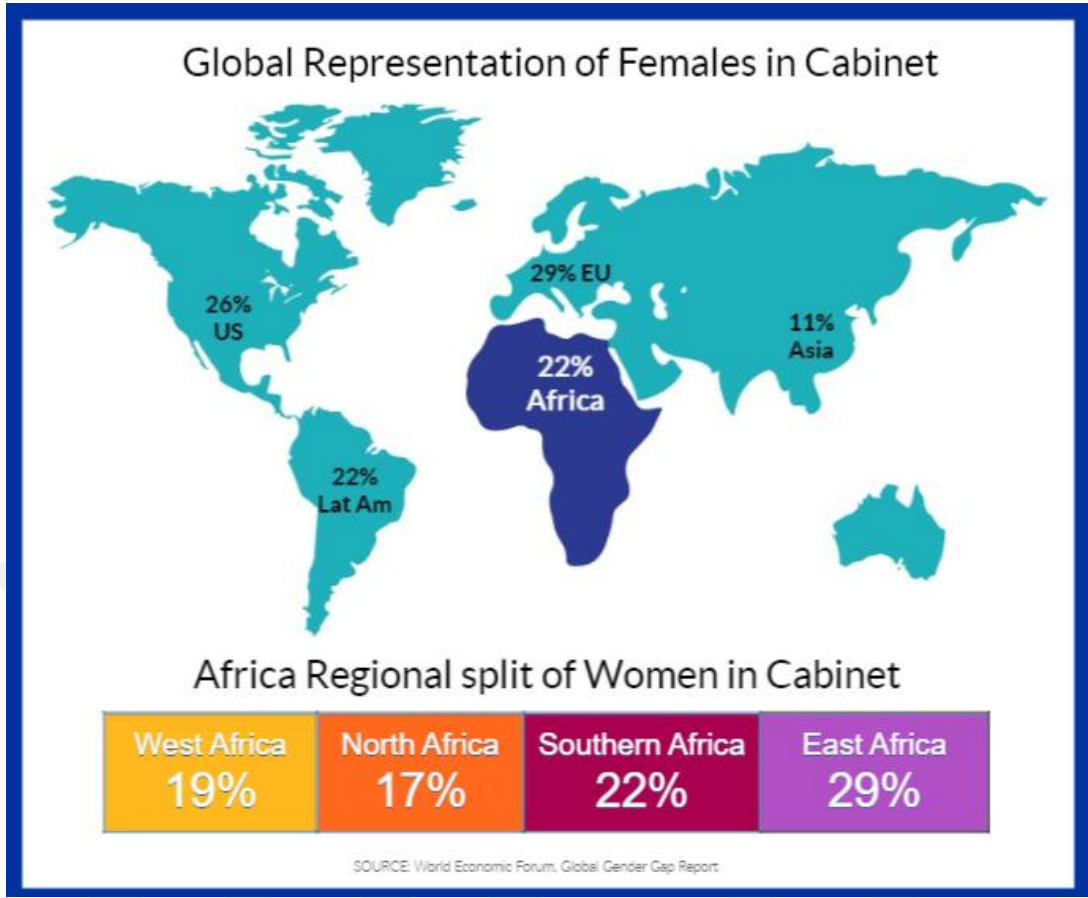 Global Representation of Females in Cabinet
29% EU
26%
US
11%
Asia
22%
Africa
22%
Lat Am
Africa Regional split of Women in Cabinet
West Africa
19%
North Africa
17%
Southern Africa
22%
East Africa
29%
SOURCE: World Economic Forum, Global Gender Gap Report